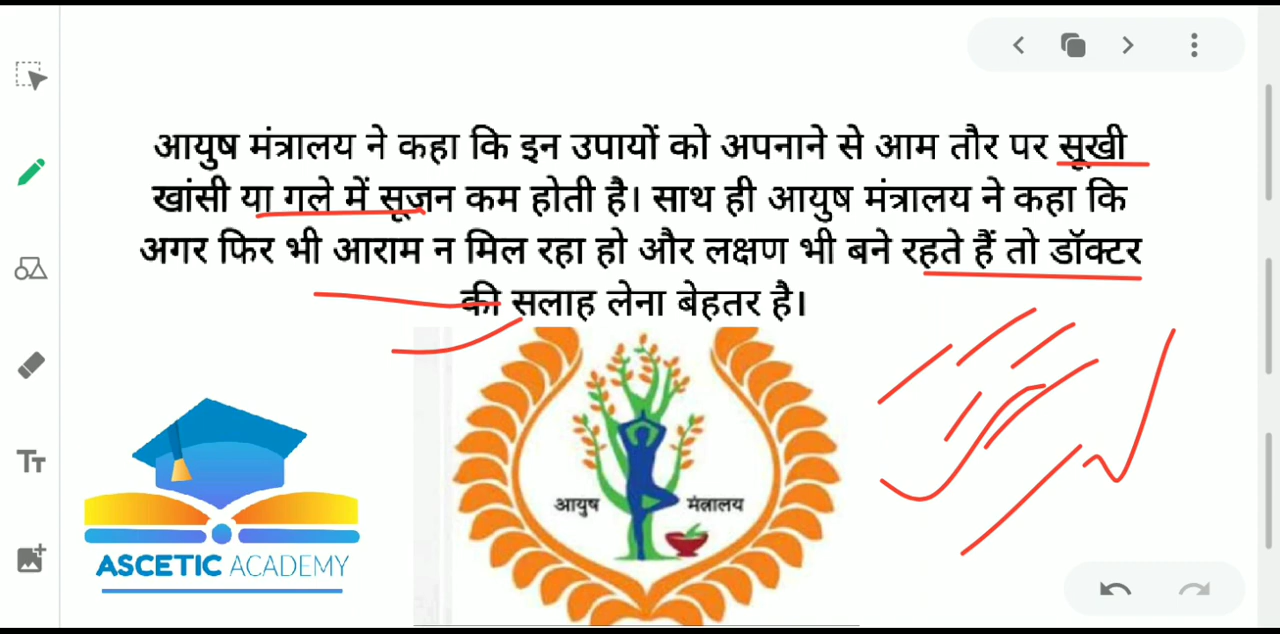 आयुष मंत्रालय ने कहा कि इन उपायों को अपनाने से आम तौर पर सूखी
खांसी या गले में सूजन कम होती है। साथ ही आयुष मंत्रालय ने कहा कि
अगर फिर भी आराम न मिल रहा हो और लक्षण भी बने रहते हैं तो डॉक्टर
की सलाह लेना बेहतर है।
आयुष मंत्रालय
ASCETIC ACADEMY
TT